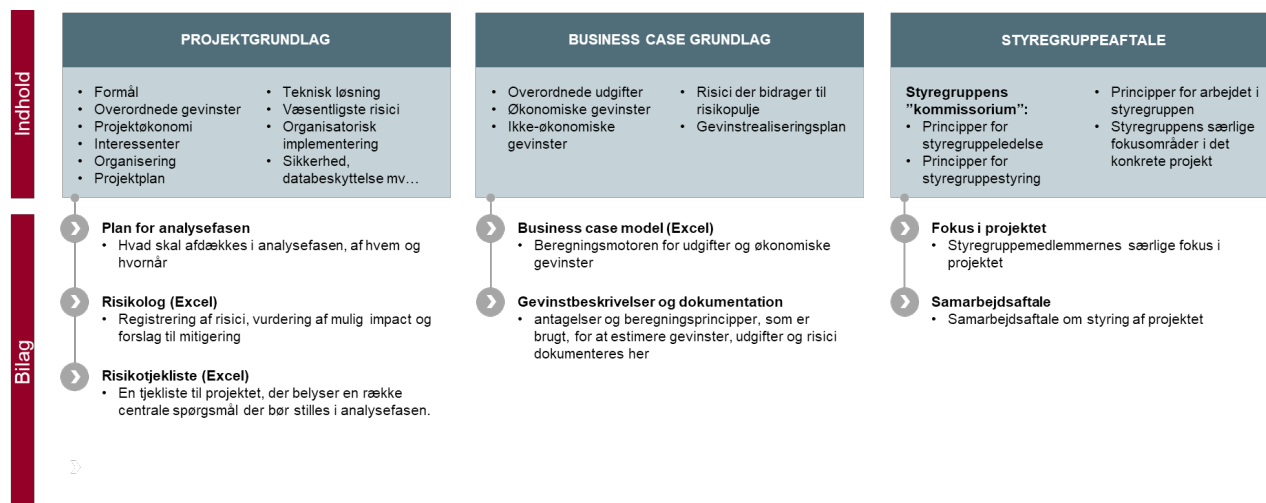 Indhold
PROJEKTGRUNDLAG
• Formål
• Overordnede gevinster
• Projektøkonomi
• Interessenter
• Organisering
• Projektplan
• Teknisk løsning
• Væsentligste risici
• Organisatorisk
implementering
• Sikkerhed,
databeskyttelse mv…
BUSINESS CASE GRUNDLAG
• Overordnede udgifter
• Økonomiske gevinster
• Ikke-økonomiske
gevinster
• Risici der bidrager til
risikopulje
• Gevinstrealiseringsplan
STYREGRUPPEAFTALE
Styregruppens
”kommissorium”:
• Principper for
styregruppeledelse
• Principper for
styregruppestyring
• Principper for arbejdet i
styregruppen
• Styregruppens særlige
fokusområder i det
konkrete projekt
Bilag
Plan for analysefasen
• Hvad skal afdækkes i analysefasen, af hvem og
hvornår
Risikolog (Excel)
• Registrering af risici, vurdering af mulig impact og
forslag til mitigering
Risikotjekliste (Excel)
• En tjekliste til projektet, der belyser en række
centrale spørgsmål der bør stilles i analysefasen.
Business case model (Excel)
• Beregningsmotoren for udgifter og økonomiske
gevinster
Gevinstbeskrivelser og dokumentation
• antagelser og beregningsprincipper, som er
brugt, for at estimere gevinster, udgifter og risici
dokumenteres her
Fokus i projektet
• Styregruppemedlemmernes særlige fokus i
projektet
Samarbejdsaftale
• Samarbejdsaftale om styring af projektet